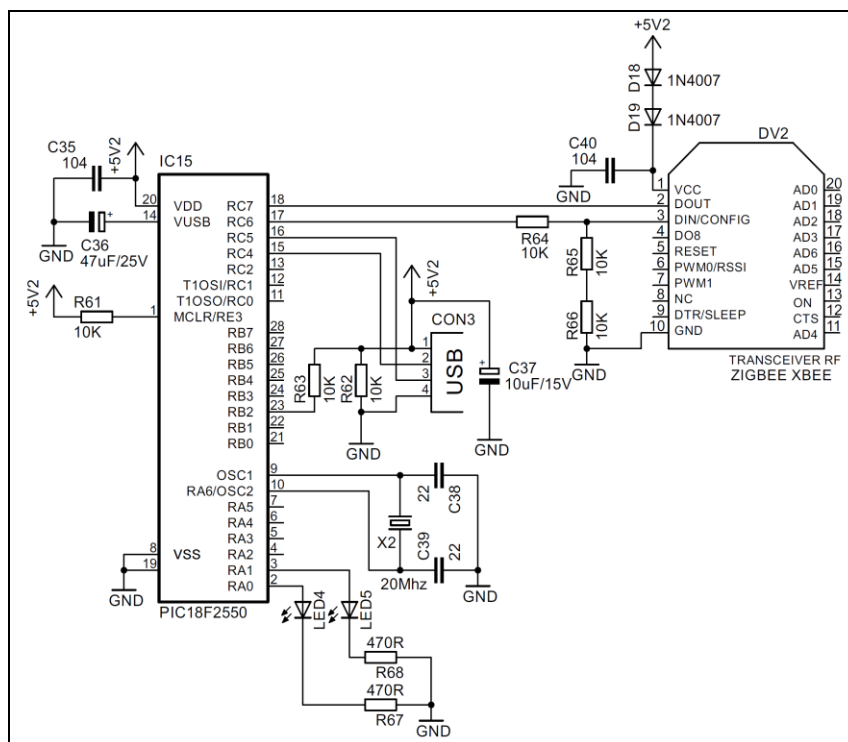 +5V2
D18
1N4007
D19
1N4007
DV2
C40
104
GND
1 VCC
2 DOUT
3 DIN/CONFIG
4 DO8
5 RESET
6 PWM0/RSSI
7 PWM1
8 NC
9 DTR/SLEEP
10 GND
AD0 20
AD1 19
AD2 18
AD3 17
AD6 16
AD5 15
VREF 14
ON 13
CTS 12
AD4 11
TRANSCEIVER RF
ZIGBEE XBEE
R64
10K
R65
10K
R66
10K
GND
C35
104
+5V2
IC15
GND
C36
47uF/25V
+
+5V2
R61
10K
20 VDD
14 VUSB
1 MCLR/RE3
8 VSS
19
GND
RC7 18
RC6 17
RC5 16
RC4 15
RC2 13
T1OSI/RC1 12
T1OSO/RC0 11
RB7 28
RB6 27
RB5 26
RB4 25
RB3 24
RB2 23
RB1 22
RB0 21
OSC1 9
RA6/OSC2 10
RA5 7
RA4 6
RA3 5
RA2 4
RA1 3
RA0 2
PIC18F2550
+5V2
CON3
1
2
3
4
USB
R63
10K
R62
10K
GND
+
C37
10uF/15V
GND
22
C38
X2
C39
22
20Mhz
GND
LED4
LED5
470R
R68
470R
R67
GND